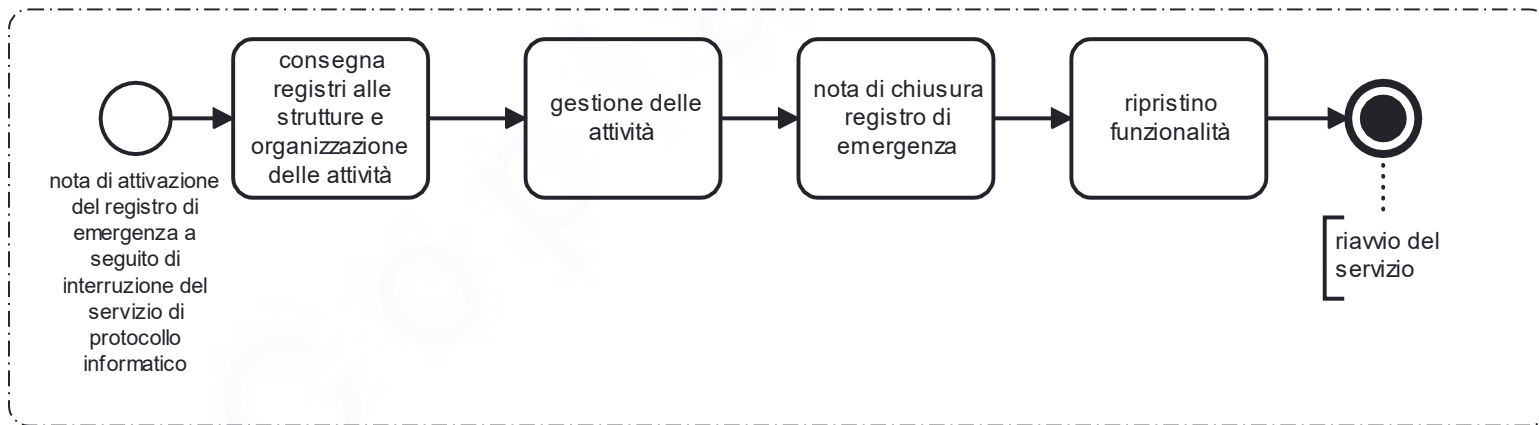 nota di attivazione
del registro di
emergenza a
seguito di
interruzione del
servizio di
protocollo
informatico
consegna
registri alle
strutture e
organizzazione
delle attività
gestione delle
attività
nota di chiusura
registro di
emergenza
ripristino
funzionalità
riavvio del
servizio